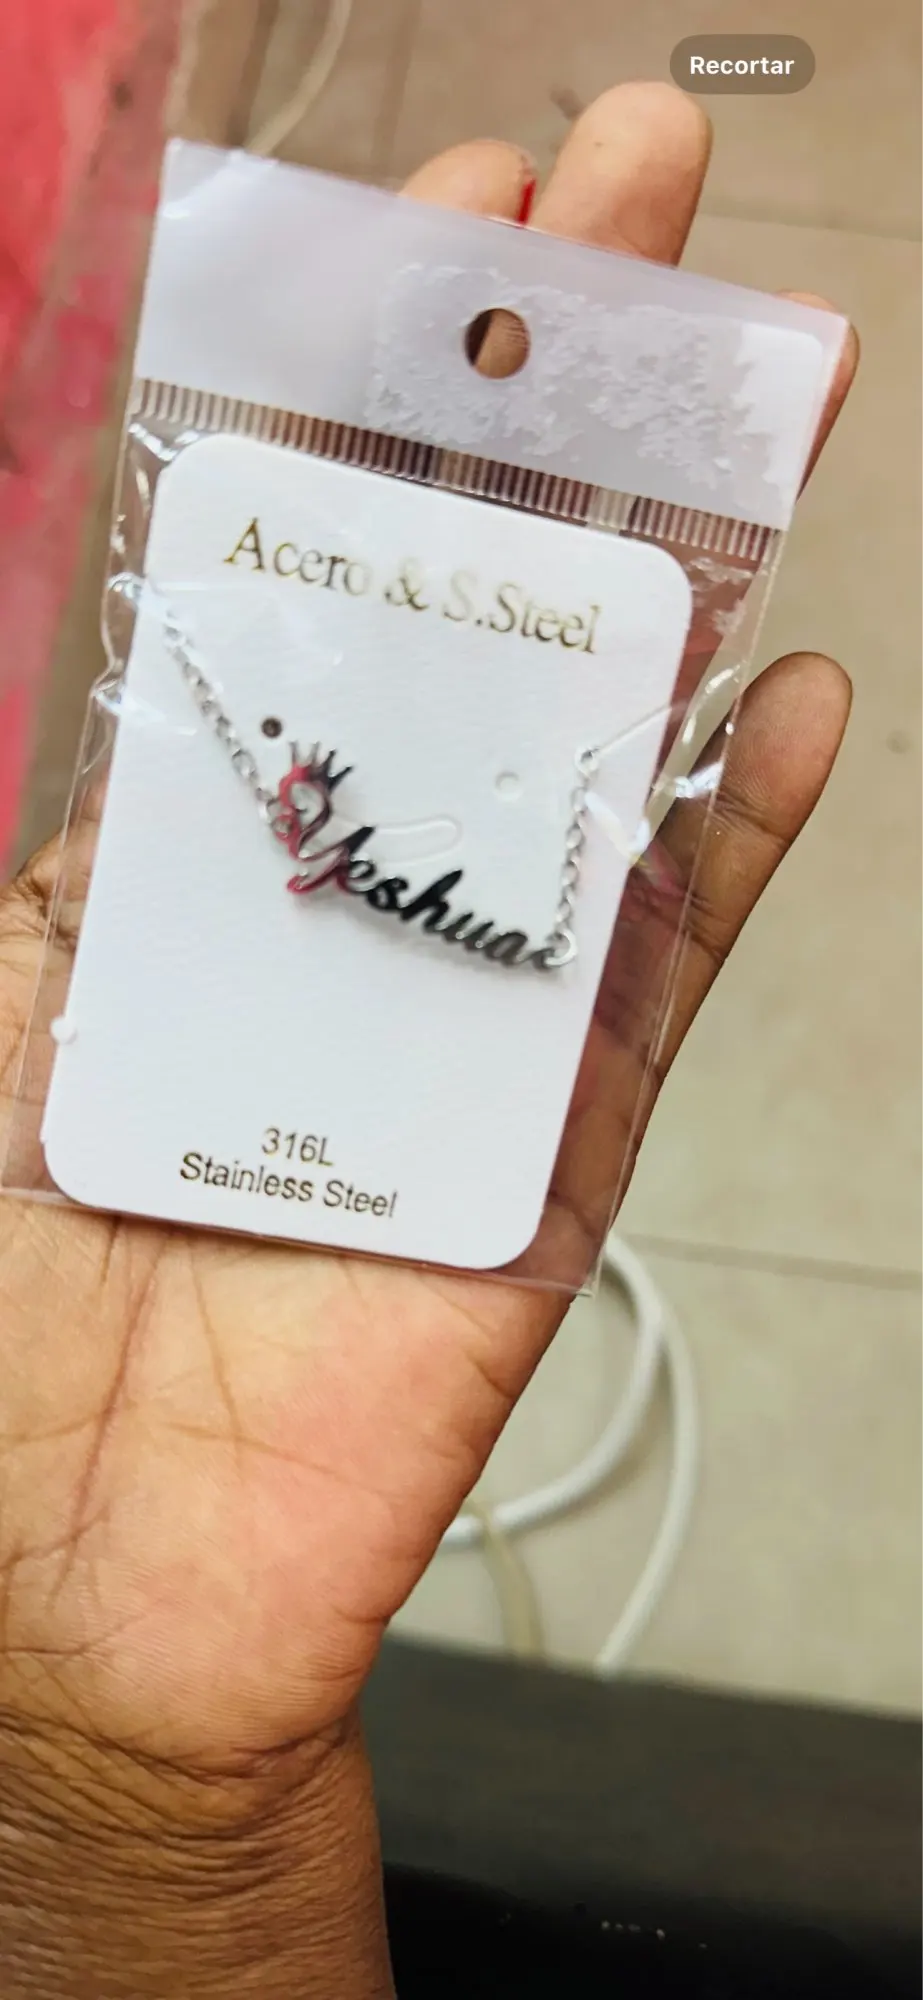 Recortar
Acero & S.Steel
Yeshua
316L
Stainless Steel